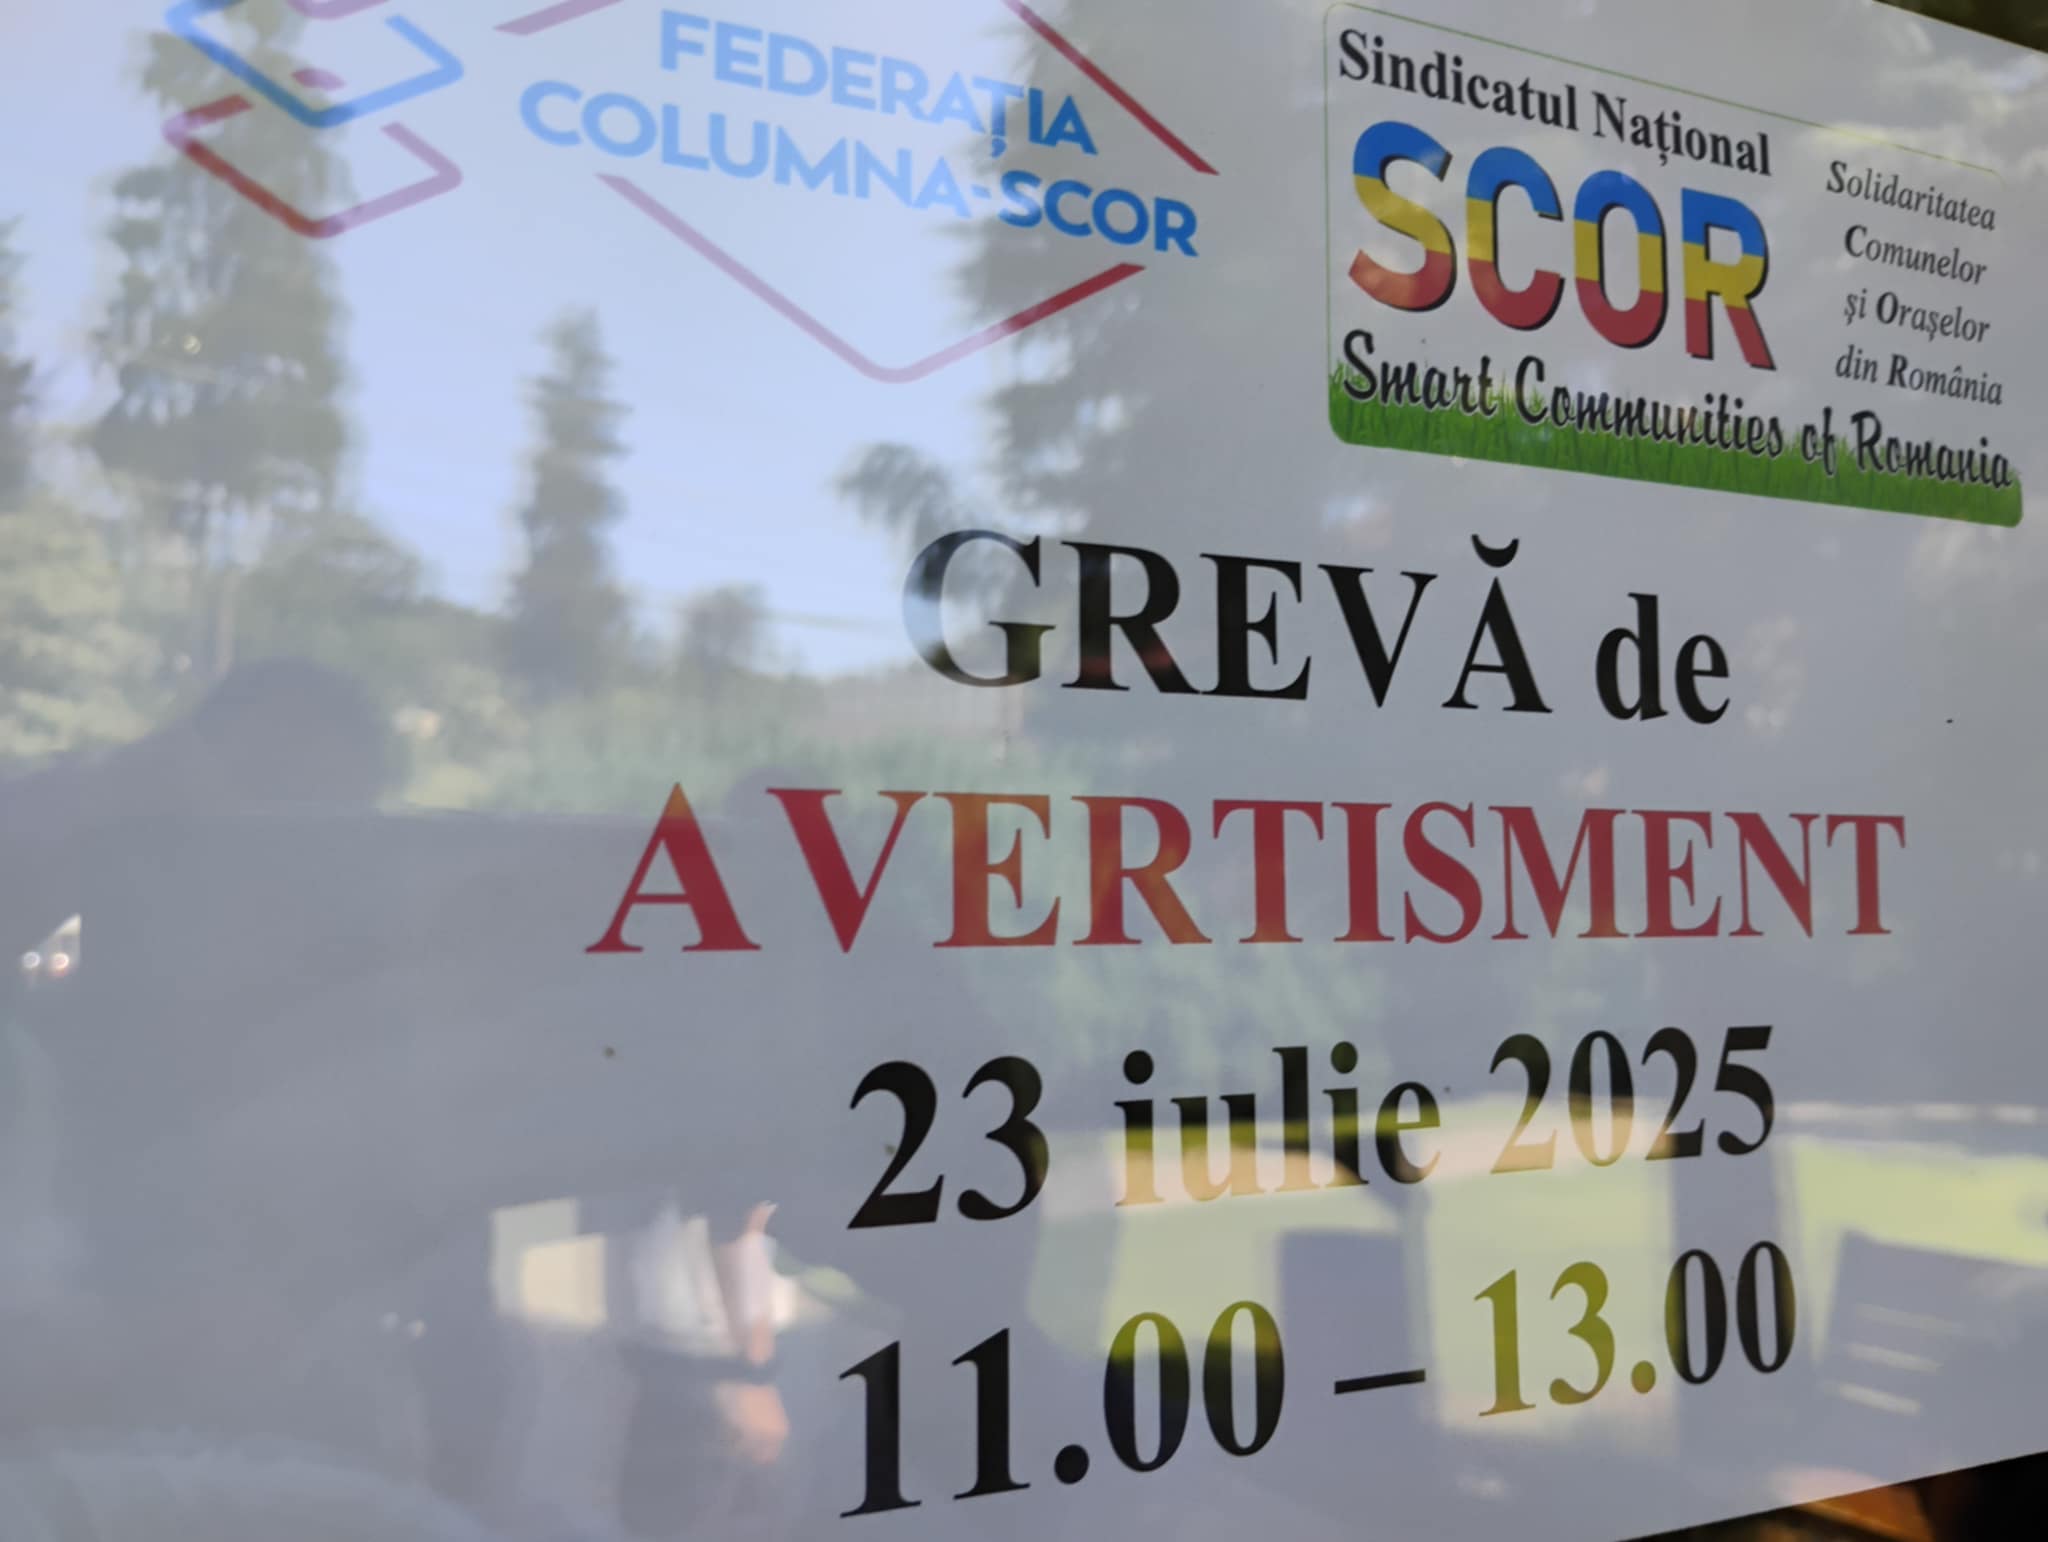 FEDERAȚIA
COLUMNA-SCOR
Sindicatul Național
SCOR
Solidaritatea
Comunelor
și Orașelor
din România
Smart Communities of Romania
GREVĂ de
AVERTISMENT
23 iulie 2025
11.00 – 13.00